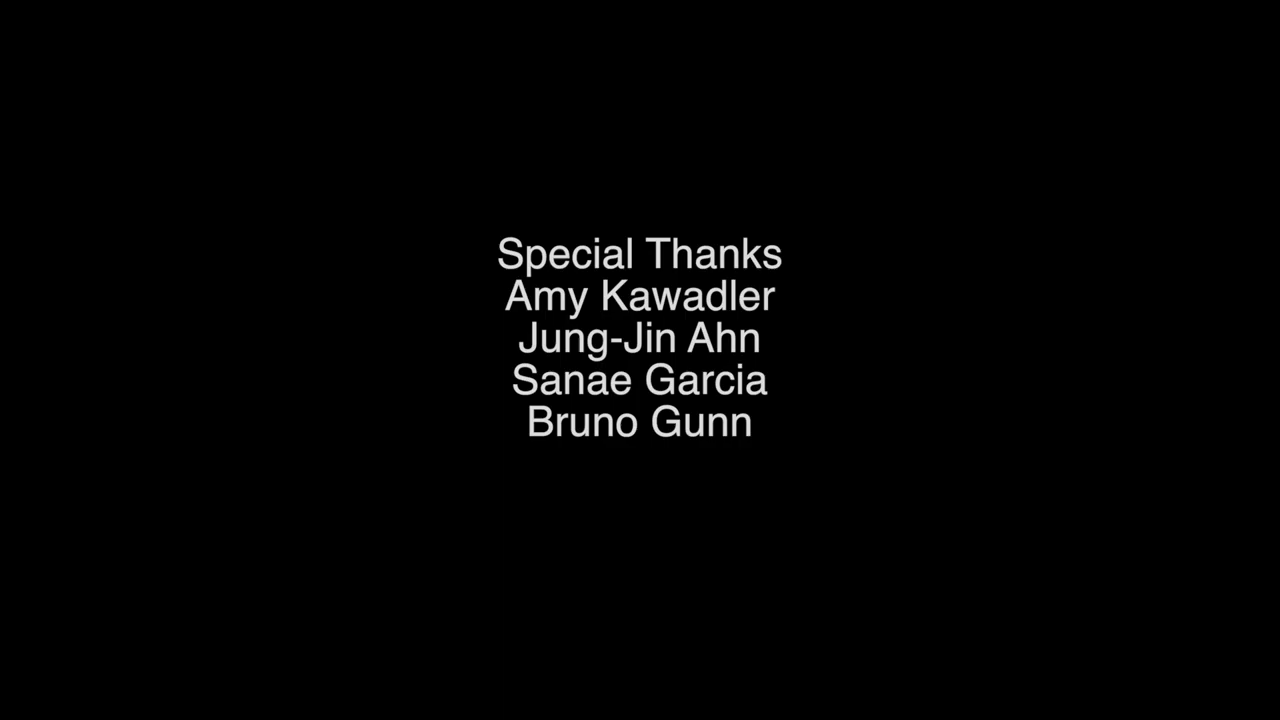 Special Thanks
Amy Kawadler
Jung-Jin Ahn
Sanae Garcia
Bruno Gunn